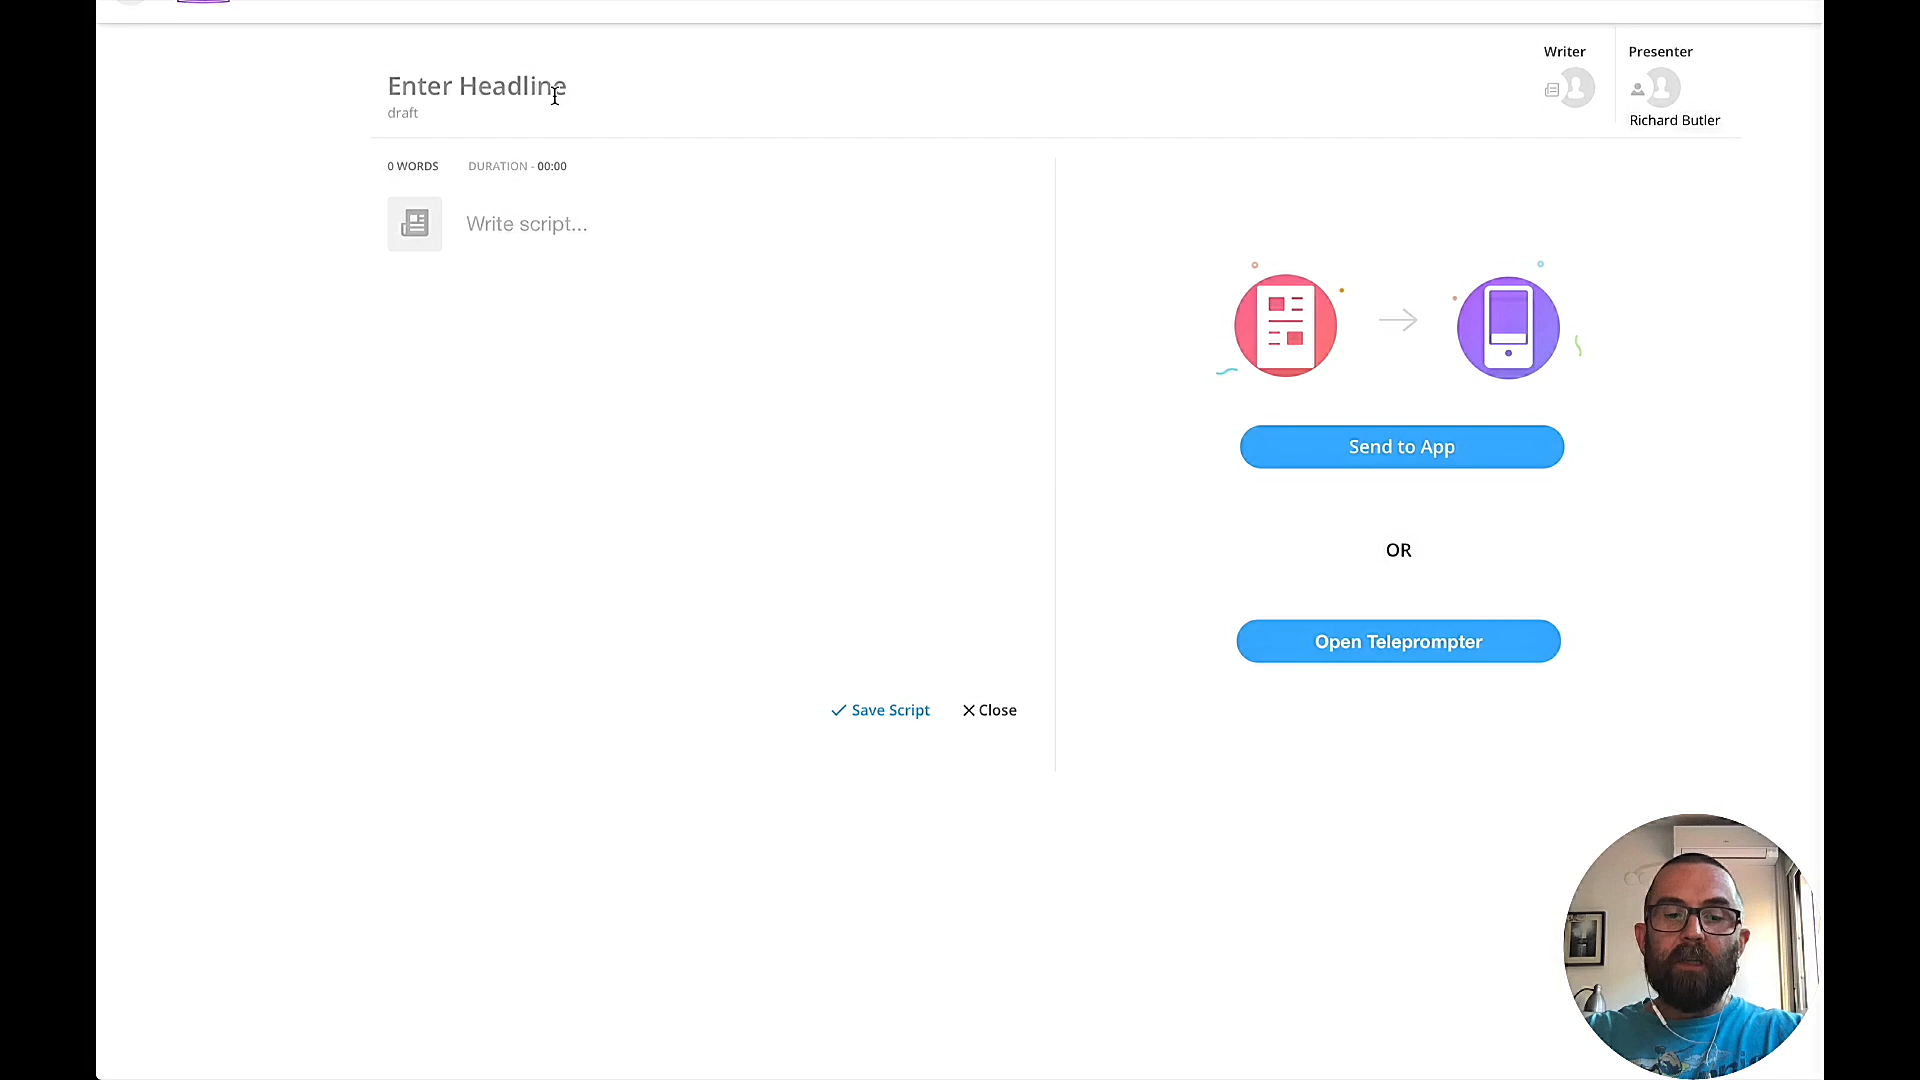 Enter Headline
draft
Writer
Presenter
Richard Butler
0 WORDS
DURATION - 00:00
Write script...
Send to App
OR
Open Teleprompter
Save Script
Close